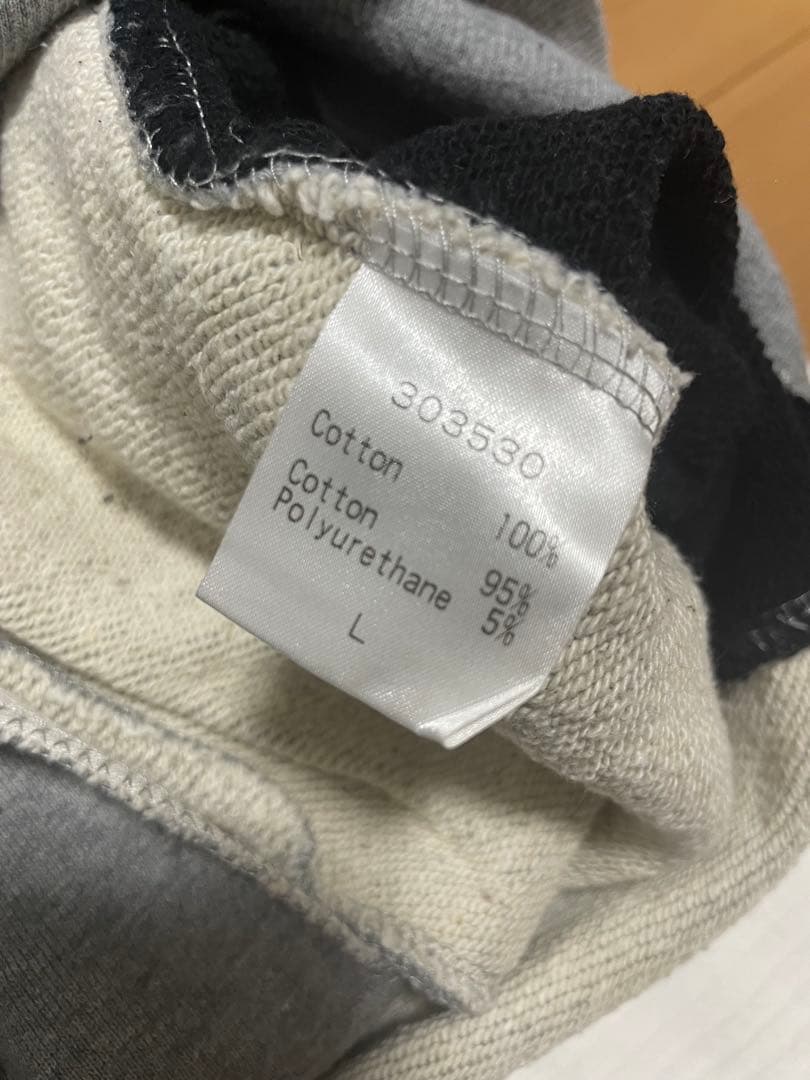 303530
Cotton 100%
Cotton 95%
Polyurethane 5%
L